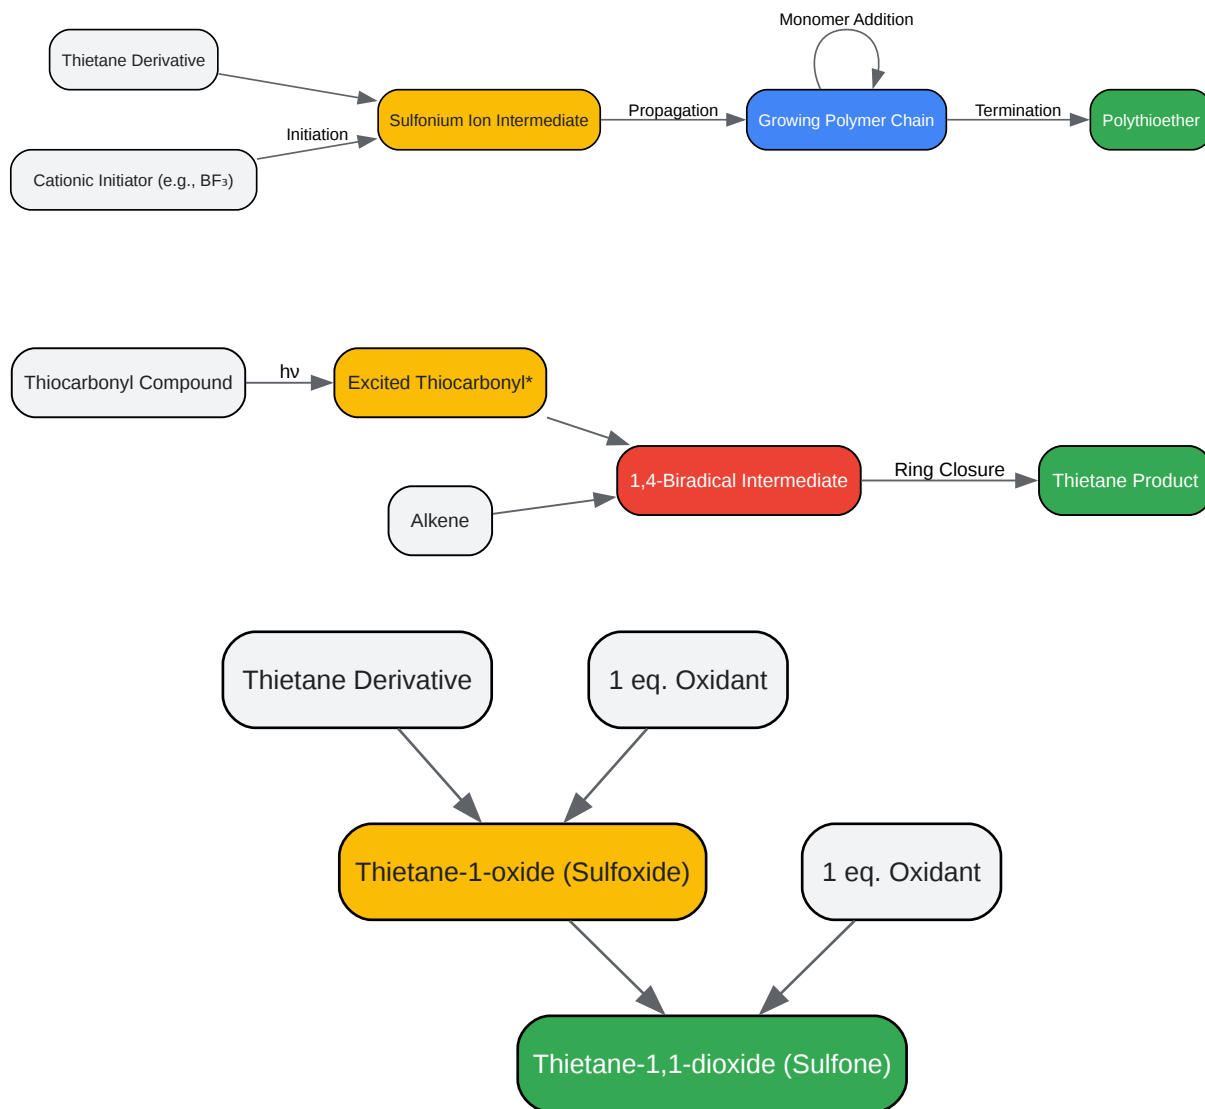 Monomer Addition
Thietane Derivative
Sulfonium Ion Intermediate
Propagation
Growing Polymer Chain
Termination
Polythioether
Initiation
Cationic Initiator (e.g., BF₃)
Thiocarbonyl Compound
hν
Excited Thiocarbonyl*
1,4-Biradical Intermediate
Ring Closure
Thietane Product
Alkene
Thietane Derivative
1 eq. Oxidant
Thietane-1-oxide (Sulfoxide)
1 eq. Oxidant
Thietane-1,1-dioxide (Sulfone)